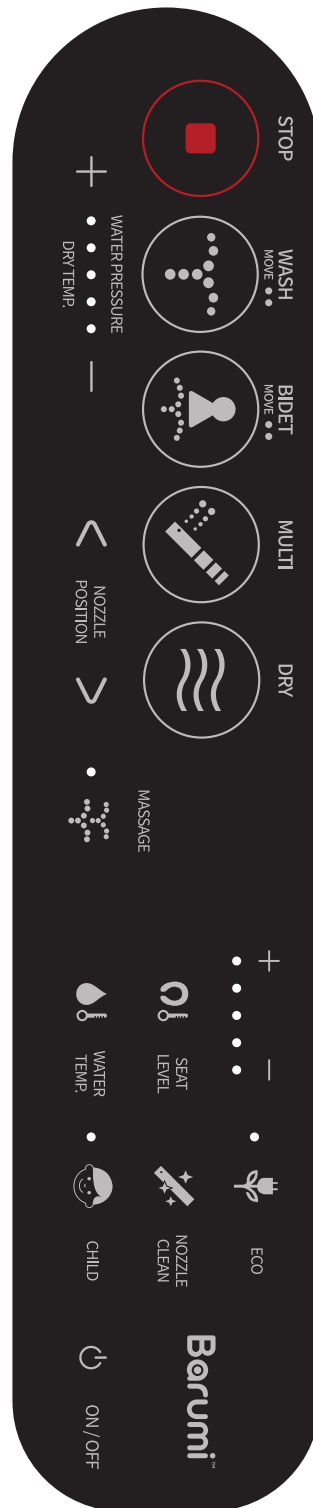 STOP
WASH
MOVE
BIDET
MOVE
MULTI
DRY
WATER PRESSURE
DRY TEMP.
NOZZLE
POSITION
MASSAGE
SEAT
LEVEL
WATER
TEMP.
ECO
NOZZLE
CLEAN
CHILD
Barumi™
ON / OFF